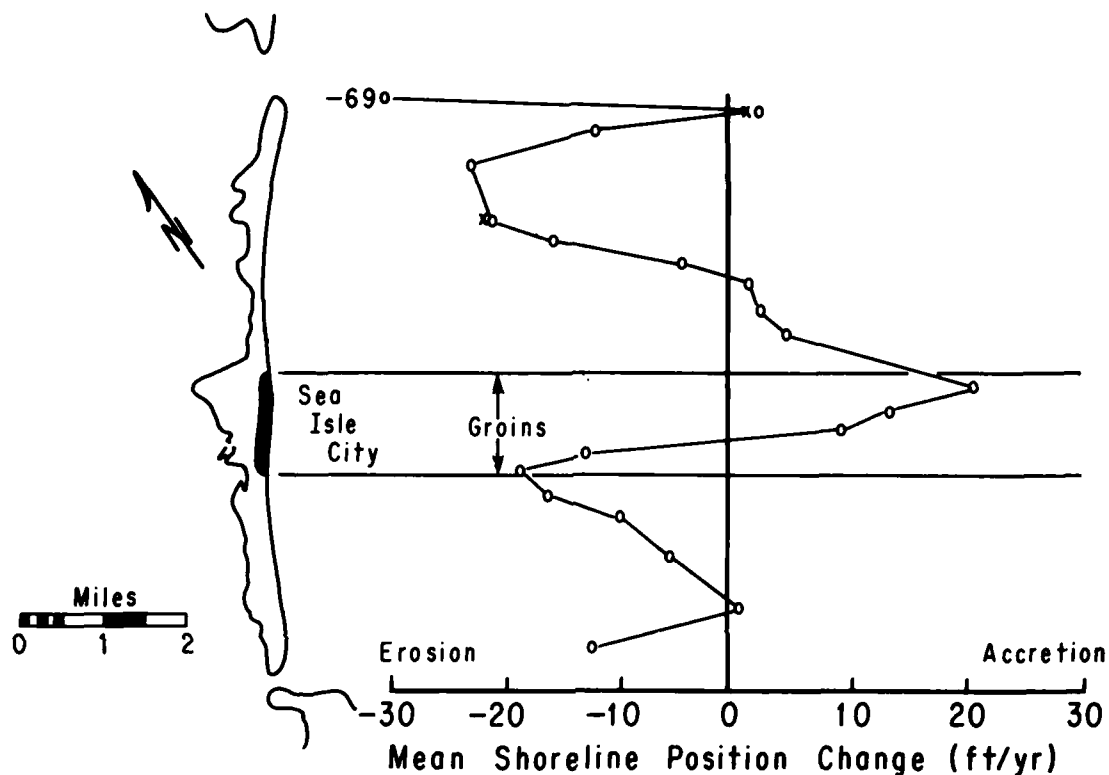 -69
Sea
Isle
City
Groins
Miles
0 1 2
Erosion Accretion
-30 -20 -10 0 10 20 30
Mean Shoreline Position Change (ft/yr)